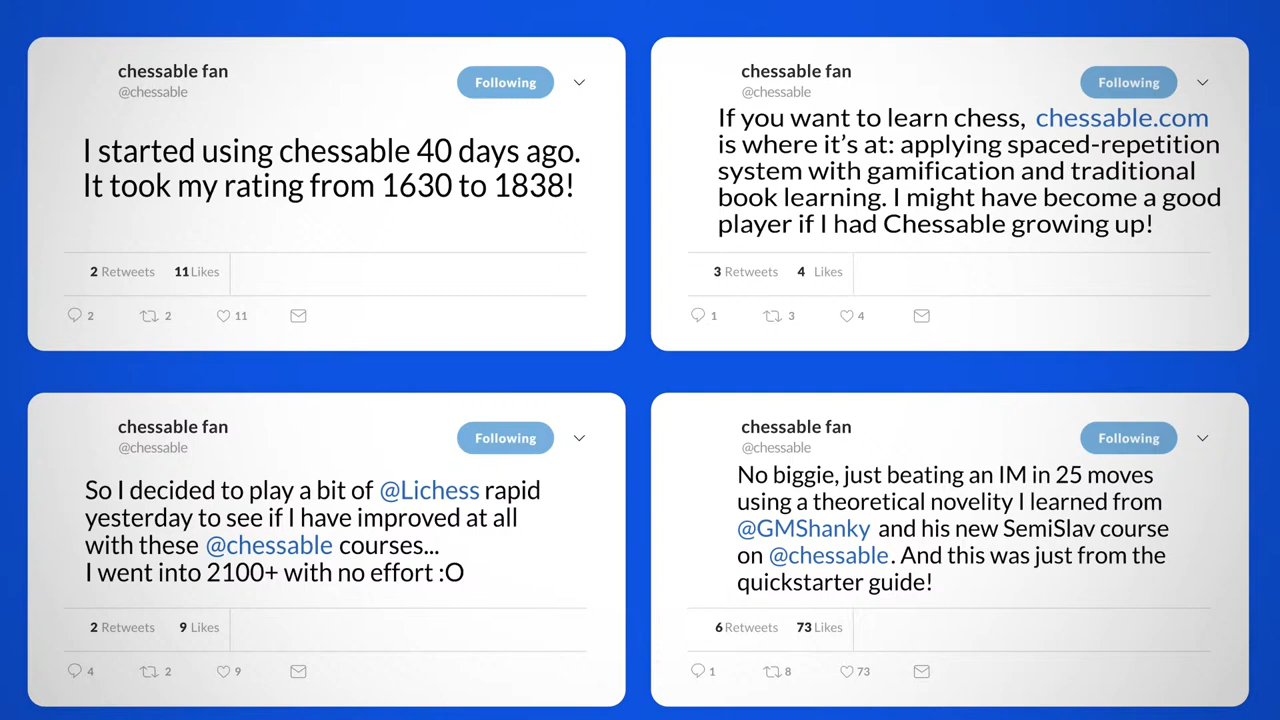 chessable fan
@chessable
Following
I started using chessable 40 days ago.
It took my rating from 1630 to 1838!
2 Retweets 11 Likes
2 2 11
chessable fan
@chessable
Following
If you want to learn chess, chessable.com
is where it’s at: applying spaced-repetition
system with gamification and traditional
book learning. I might have become a good
player if I had Chessable growing up!
3 Retweets 4 Likes
1 3 4
chessable fan
@chessable
Following
So I decided to play a bit of @Lichess rapid
yesterday to see if I have improved at all
with these @chessable courses...
I went into 2100+ with no effort :O
2 Retweets 9 Likes
4 2 9
chessable fan
@chessable
Following
No biggie, just beating an IM in 25 moves
using a theoretical novelity I learned from
@GMShanky and his new SemiSlav course
on @chessable. And this was just from the
quickstarter guide!
6 Retweets 73 Likes
1 8 73